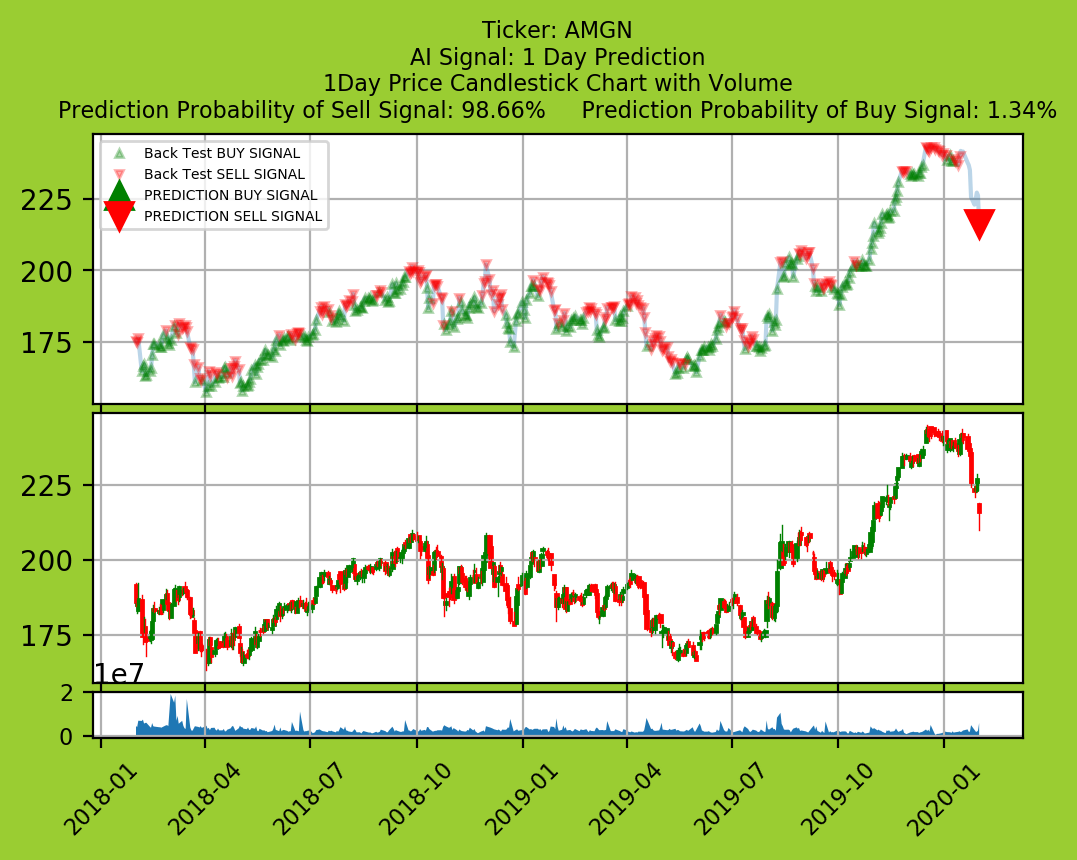 Ticker: AMGN
AI Signal: 1 Day Prediction
1Day Price Candlestick Chart with Volume
Prediction Probability of Sell Signal: 98.66%     Prediction Probability of Buy Signal: 1.34%
Back Test BUY SIGNAL
Back Test SELL SIGNAL
PREDICTION BUY SIGNAL
PREDICTION SELL SIGNAL
225
200
175
225
200
175
1e7
2
0
2018-01 2018-04 2018-07 2018-10 2019-01 2019-04 2019-07 2019-10 2020-01